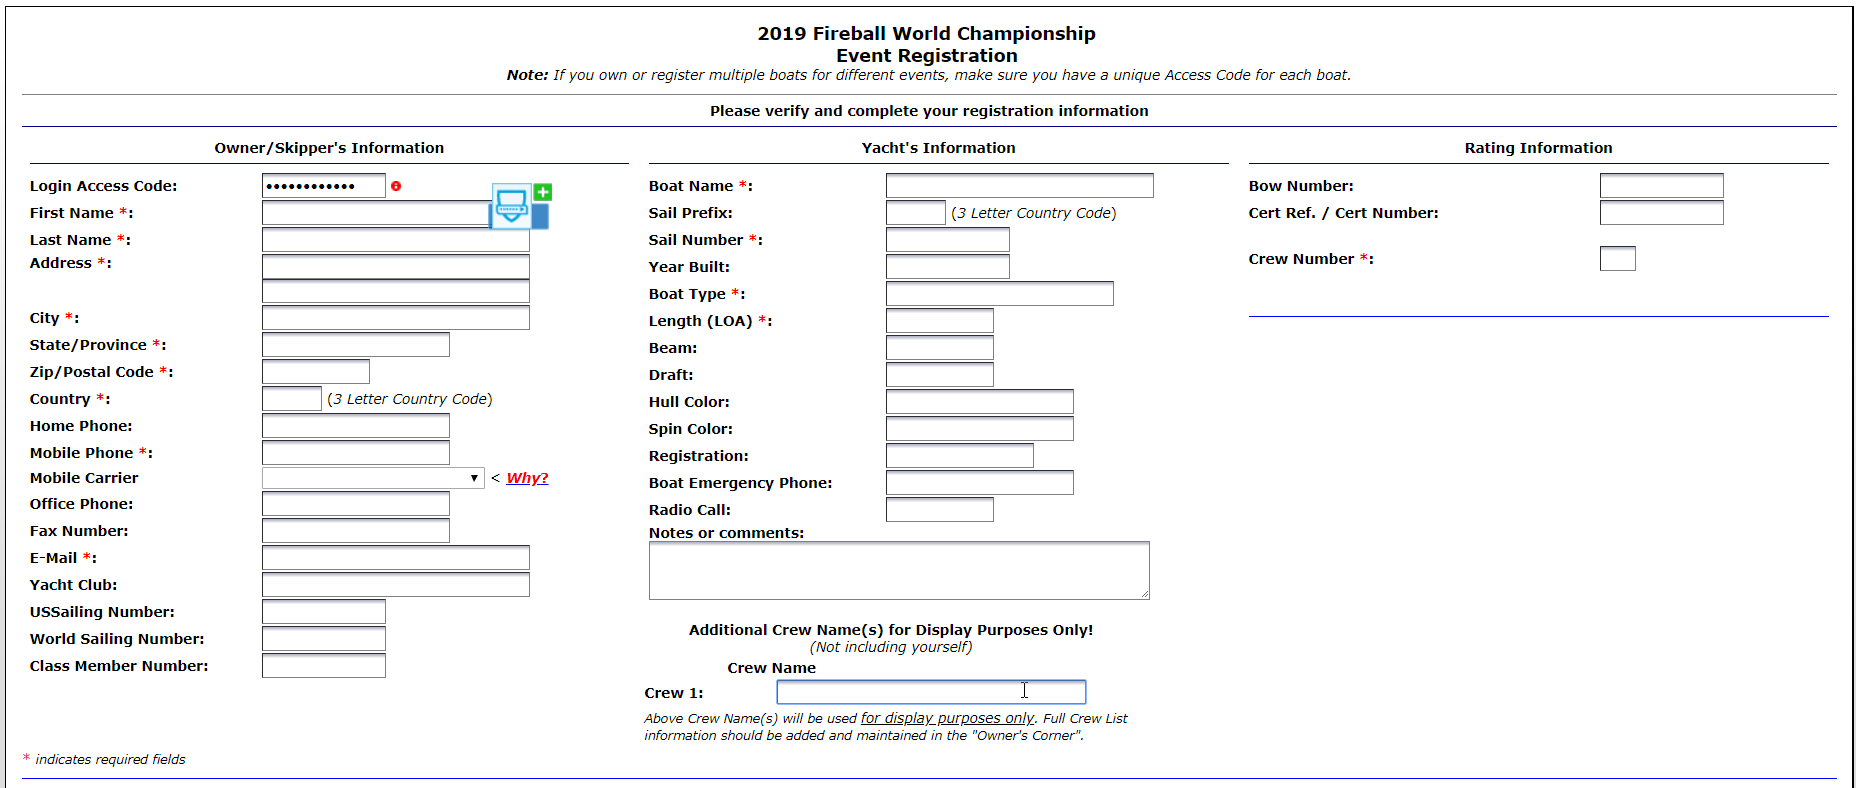 2019 Fireball World Championship
Event Registration
Note: If you own or register multiple boats for different events, make sure you have a unique Access Code for each boat.
Please verify and complete your registration information
Owner/Skipper's Information
Login Access Code: ••••••••••••
First Name *:
Last Name *:
Address *:
City *:
State/Province *:
Zip/Postal Code *:
Country *: (3 Letter Country Code)
Home Phone:
Mobile Phone *:
Mobile Carrier < Why?
Office Phone:
Fax Number:
E-Mail *:
Yacht Club:
USSailing Number:
World Sailing Number:
Class Member Number:
Yacht's Information
Boat Name *:
Sail Prefix: (3 Letter Country Code)
Sail Number *:
Year Built:
Boat Type *:
Length (LOA) *:
Beam:
Draft:
Hull Color:
Spin Color:
Registration:
Boat Emergency Phone:
Radio Call:
Notes or comments:
Additional Crew Name(s) for Display Purposes Only!
(Not including yourself)
Crew Name
Crew 1:
Above Crew Name(s) will be used for display purposes only. Full Crew List
information should be added and maintained in the "Owner's Corner".
Rating Information
Bow Number:
Cert Ref. / Cert Number:
Crew Number *:
* indicates required fields